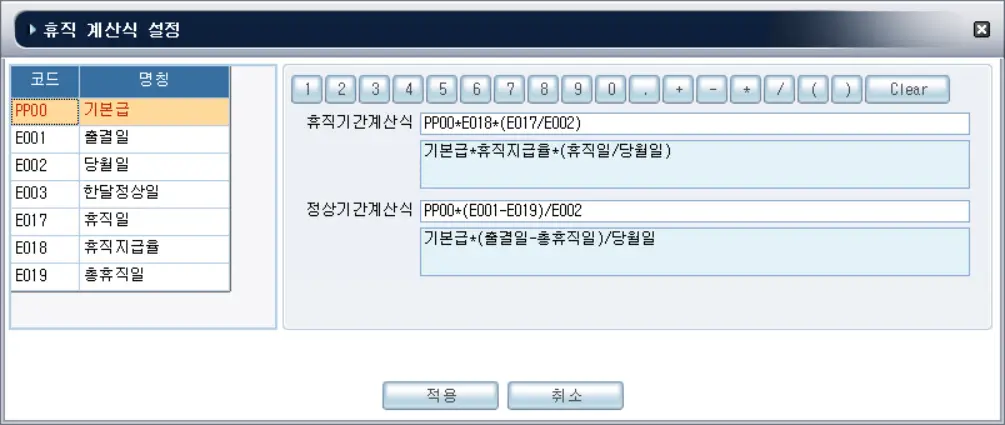 휴직 계산식 설정
코드 명칭
PP00 기본급
E001 출결일
E002 당월일
E003 한달정상일
E017 휴직일
E018 휴직지급율
E019 총휴직일
1 2 3 4 5 6 7 8 9 0 . + - * / ( ) Clear
휴직기간계산식 PP00*E018*(E017/E002)
기본급*휴직지급율*(휴직일/당월일)
정상기간계산식 PP00*(E001-E019)/E002
기본급*(출결일-총휴직일)/당월일
적용 취소